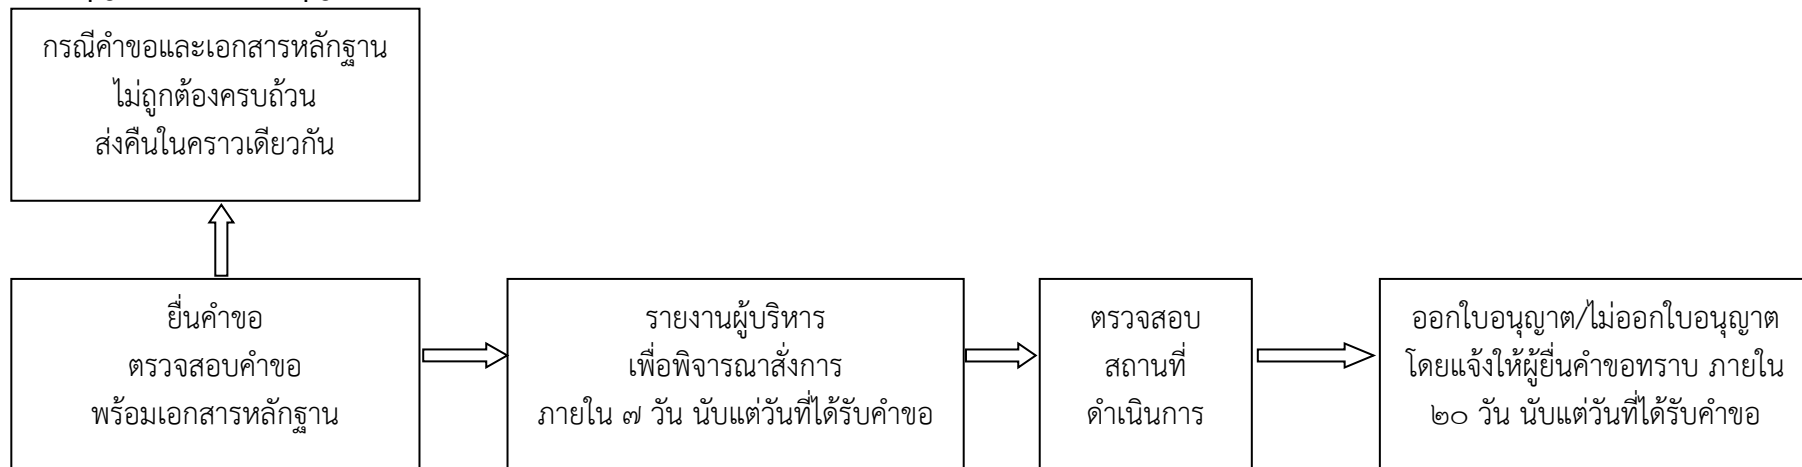 กรณีคำขอและเอกสารหลักฐาน
ไม่ถูกต้องครบถ้วน
ส่งคืนในคราวเดียวกัน
ยื่นคำขอ
ตรวจสอบคำขอ
พร้อมเอกสารหลักฐาน
รายงานผู้บริหาร
เพื่อพิจารณาสั่งการ
ภายใน ๗ วัน นับแต่วันที่ได้รับคำขอ
ตรวจสอบ
สถานที่
ดำเนินการ
ออกใบอนุญาต/ไม่ออกใบอนุญาต
โดยแจ้งให้ผู้ยื่นคำขอทราบ ภายใน
๒๐ วัน นับแต่วันที่ได้รับคำขอ